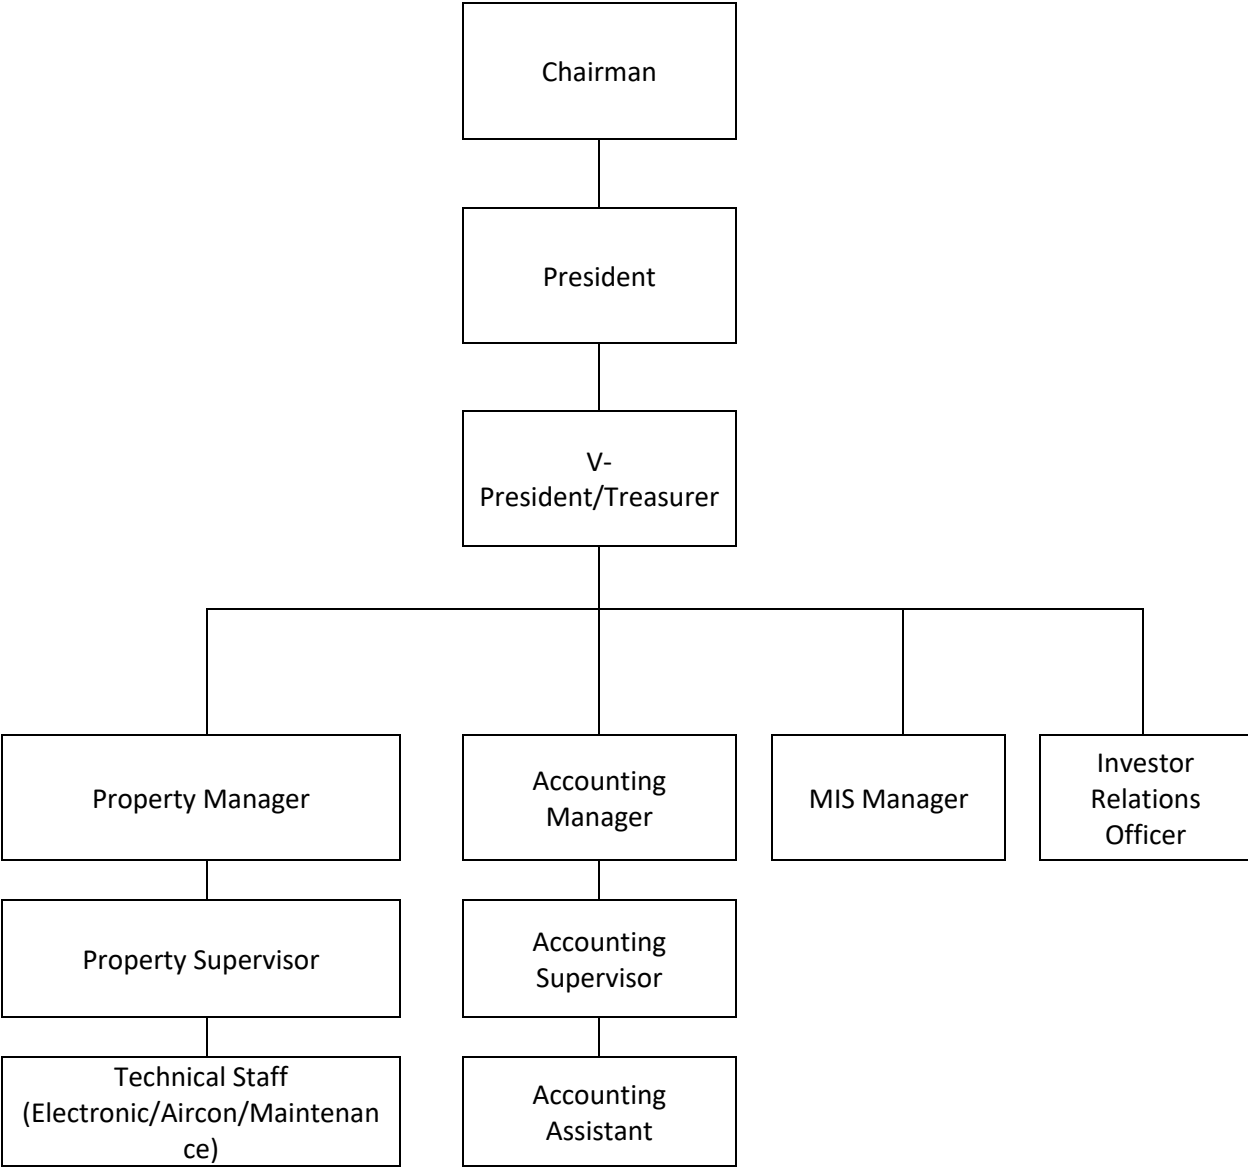 Chairman
President
V-
President/Treasurer
Property Manager
Accounting
Manager
MIS Manager
Investor
Relations
Officer
Property Supervisor
Accounting
Supervisor
Technical Staff
(Electronic/Aircon/Maintenan
ce)
Accounting
Assistant